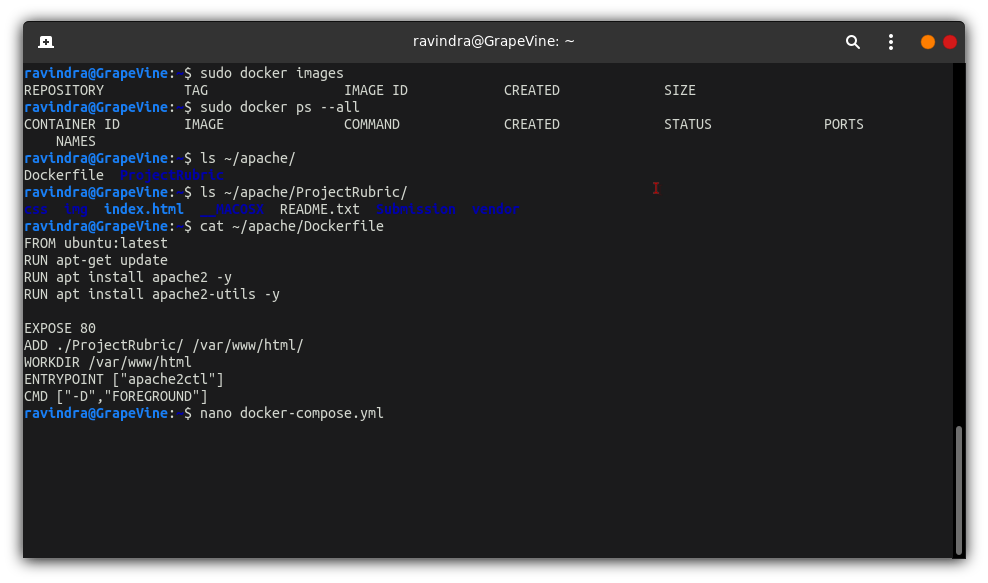 ravindra@GrapeVine: ~
ravindra@GrapeVine:~$ sudo docker images
REPOSITORY          TAG                 IMAGE ID            CREATED             SIZE
ravindra@GrapeVine:~$ sudo docker ps --all
CONTAINER ID        IMAGE               COMMAND             CREATED             STATUS              PORTS
    NAMES
ravindra@GrapeVine:~$ ls ~/apache/
Dockerfile  ProjectRubric
ravindra@GrapeVine:~$ ls ~/apache/ProjectRubric/
css  img  index.html  __MACOSX  README.txt  Submission  vendor
ravindra@GrapeVine:~$ cat ~/apache/Dockerfile
FROM ubuntu:latest
RUN apt-get update
RUN apt install apache2 -y
RUN apt install apache2-utils -y
EXPOSE 80
ADD ./ProjectRubric/ /var/www/html/
WORKDIR /var/www/html
ENTRYPOINT ["apache2ctl"]
CMD ["-D","FOREGROUND"]
ravindra@GrapeVine:~$ nano docker-compose.yml